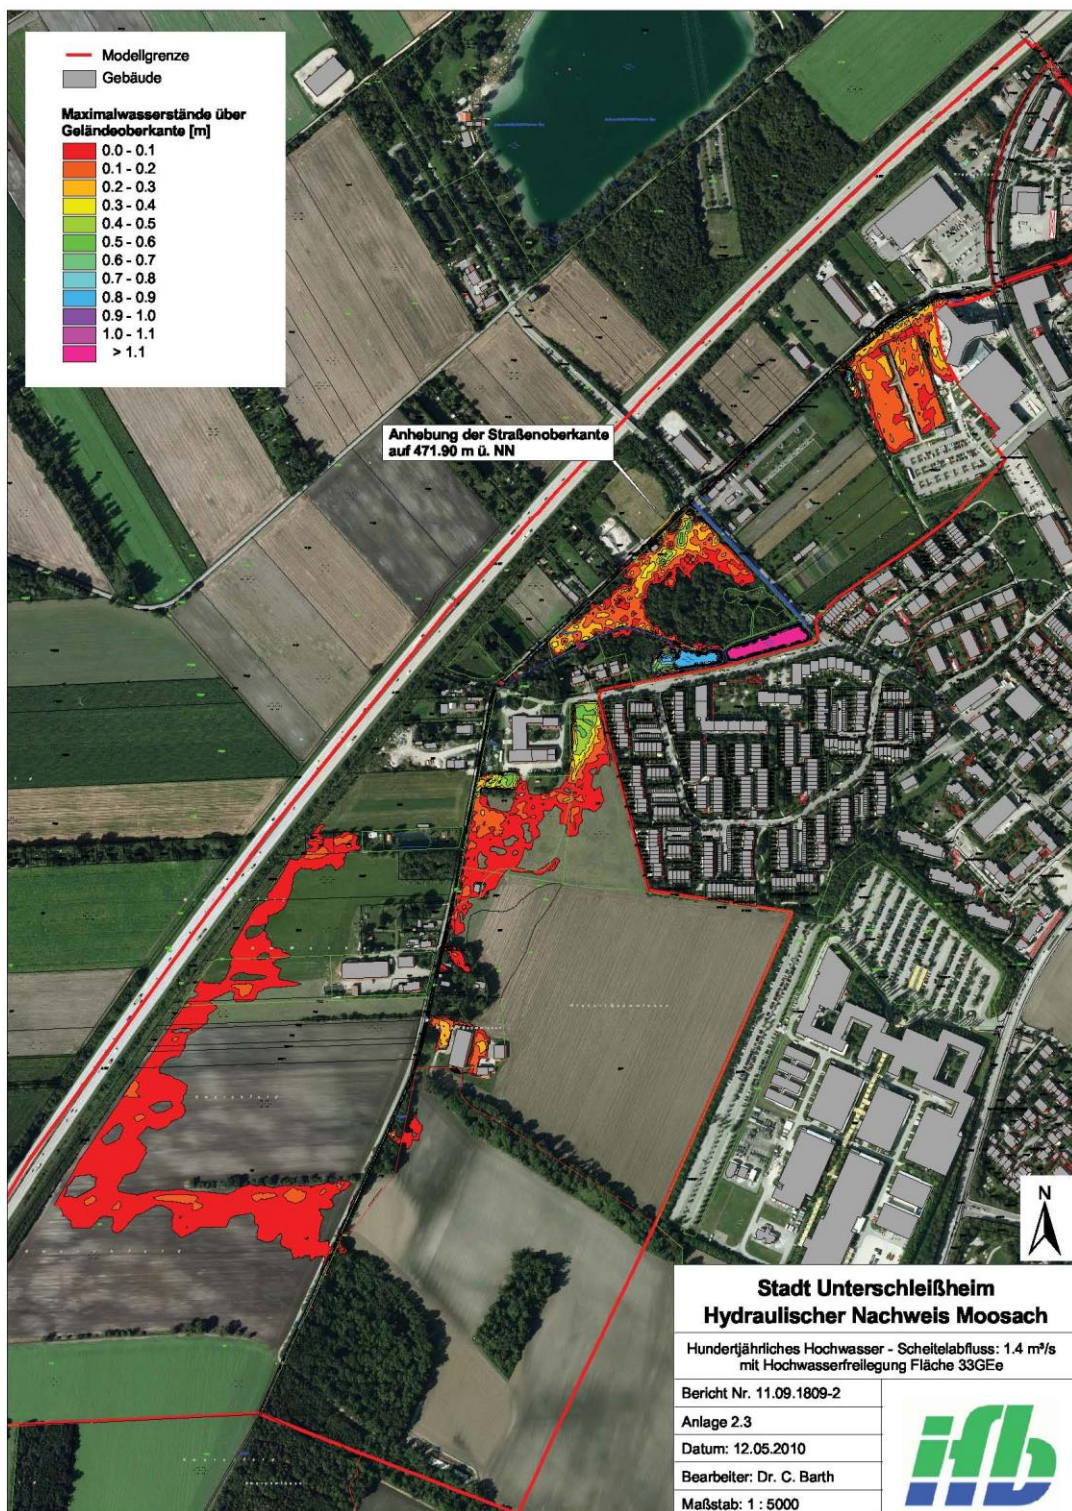 Modellgrenze
Gebäude
Maximalwasserstände über
Geländeoberkante [m]
0.0 - 0.1
0.1 - 0.2
0.2 - 0.3
0.3 - 0.4
0.4 - 0.5
0.5 - 0.6
0.6 - 0.7
0.7 - 0.8
0.8 - 0.9
0.9 - 1.0
1.0 - 1.1
> 1.1
Anhebung der Straßenoberkante
auf 471.90 m ü. NN
N
Stadt Unterschleißheim
Hydraulischer Nachweis Moosach
Hundertjährliches Hochwasser - Scheitelabfluss: 1.4 m³/s
mit Hochwasserfreilegung Fläche 33GEe
Bericht Nr. 11.09.1809-2
Anlage 2.3
Datum: 12.05.2010
Bearbeiter: Dr. C. Barth
Maßstab: 1 : 5000
ifb